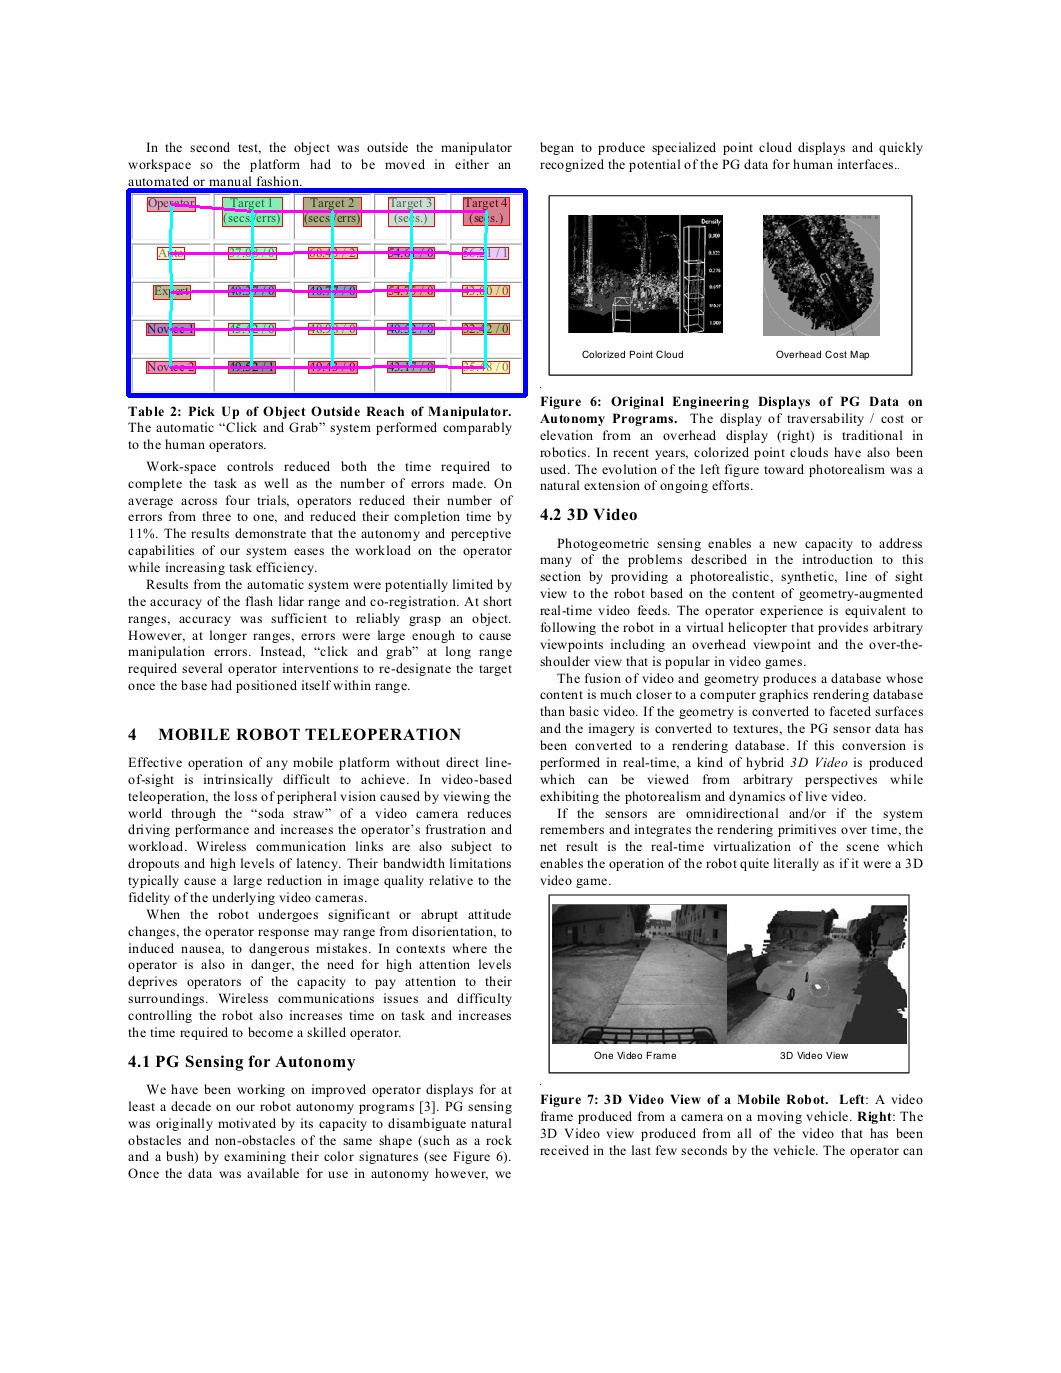 In the second test, the object was outside the manipulator
workspace so the platform had to be moved in either an
automated or manual fashion.
Operator Target 1 Target 2 Target 3 Target 4
(secs./errs) (secs./errs) (secs.) (secs.)
Auto
Expert
Novice 1
Novice 2
Table 2: Pick Up of Object Outside Reach of Manipulator.
The automatic “Click and Grab” system performed comparably
to the human operators.
Work-space controls reduced both the time required to
complete the task as well as the number of errors made. On
average across four trials, operators reduced their number of
errors from three to one, and reduced their completion time by
11%. The results demonstrate that the autonomy and perceptive
capabilities of our system eases the workload on the operator
while increasing task efficiency.
Results from the automatic system were potentially limited by
the accuracy of the flash lidar range and co-registration. At short
ranges, accuracy was sufficient to reliably grasp an object.
However, at longer ranges, errors were large enough to cause
manipulation errors. Instead, “click and grab” at long range
required several operator interventions to re-designate the target
once the base had positioned itself within range.
4 MOBILE ROBOT TELEOPERATION
Effective operation of any mobile platform without direct line-
of-sight is intrinsically difficult to achieve. In video-based
teleoperation, the loss of peripheral vision caused by viewing the
world through the “soda straw” of a video camera reduces
driving performance and increases the operator’s frustration and
workload. Wireless communication links are also subject to
dropouts and high levels of latency. Their bandwidth limitations
typically cause a large reduction in image quality relative to the
fidelity of the underlying video cameras.
When the robot undergoes significant or abrupt attitude
changes, the operator response may range from disorientation, to
induced nausea, to dangerous mistakes. In contexts where the
operator is also in danger, the need for high attention levels
deprives operators of the capacity to pay attention to their
surroundings. Wireless communications issues and difficulty
controlling the robot also increases time on task and increases
the time required to become a skilled operator.
4.1 PG Sensing for Autonomy
We have been working on improved operator displays for at
least a decade on our robot autonomy programs [3]. PG sensing
was originally motivated by its capacity to disambiguate natural
obstacles and non-obstacles of the same shape (such as a rock
and a bush) by examining their color signatures (see Figure 6).
Once the data was available for use in autonomy however, we
began to produce specialized point cloud displays and quickly
recognized the potential of the PG data for human interfaces..
Density
Colorized Point Cloud Overhead Cost Map
Figure 6: Original Engineering Displays of PG Data on
Autonomy Programs. The display of traversability / cost or
elevation from an overhead display (right) is traditional in
robotics. In recent years, colorized point clouds have also been
used. The evolution of the left figure toward photorealism was a
natural extension of ongoing efforts.
4.2 3D Video
Photogeometric sensing enables a new capacity to address
many of the problems described in the introduction to this
section by providing a photorealistic, synthetic, line of sight
view to the robot based on the content of geometry-augmented
real-time video feeds. The operator experience is equivalent to
following the robot in a virtual helicopter that provides arbitrary
viewpoints including an overhead viewpoint and the over-the-
shoulder view that is popular in video games.
The fusion of video and geometry produces a database whose
content is much closer to a computer graphics rendering database
than basic video. If the geometry is converted to faceted surfaces
and the imagery is converted to textures, the PG sensor data has
been converted to a rendering database. If this conversion is
performed in real-time, a kind of hybrid 3D Video is produced
which can be viewed from arbitrary perspectives while
exhibiting the photorealism and dynamics of live video.
If the sensors are omnidirectional and/or if the system
remembers and integrates the rendering primitives over time, the
net result is the real-time virtualization of the scene which
enables the operation of the robot quite literally as if it were a 3D
video game.
One Video Frame 3D Video View
Figure 7: 3D Video View of a Mobile Robot. Left: A video
frame produced from a camera on a moving vehicle. Right: The
3D Video view produced from all of the video that has been
received in the last few seconds by the vehicle. The operator can